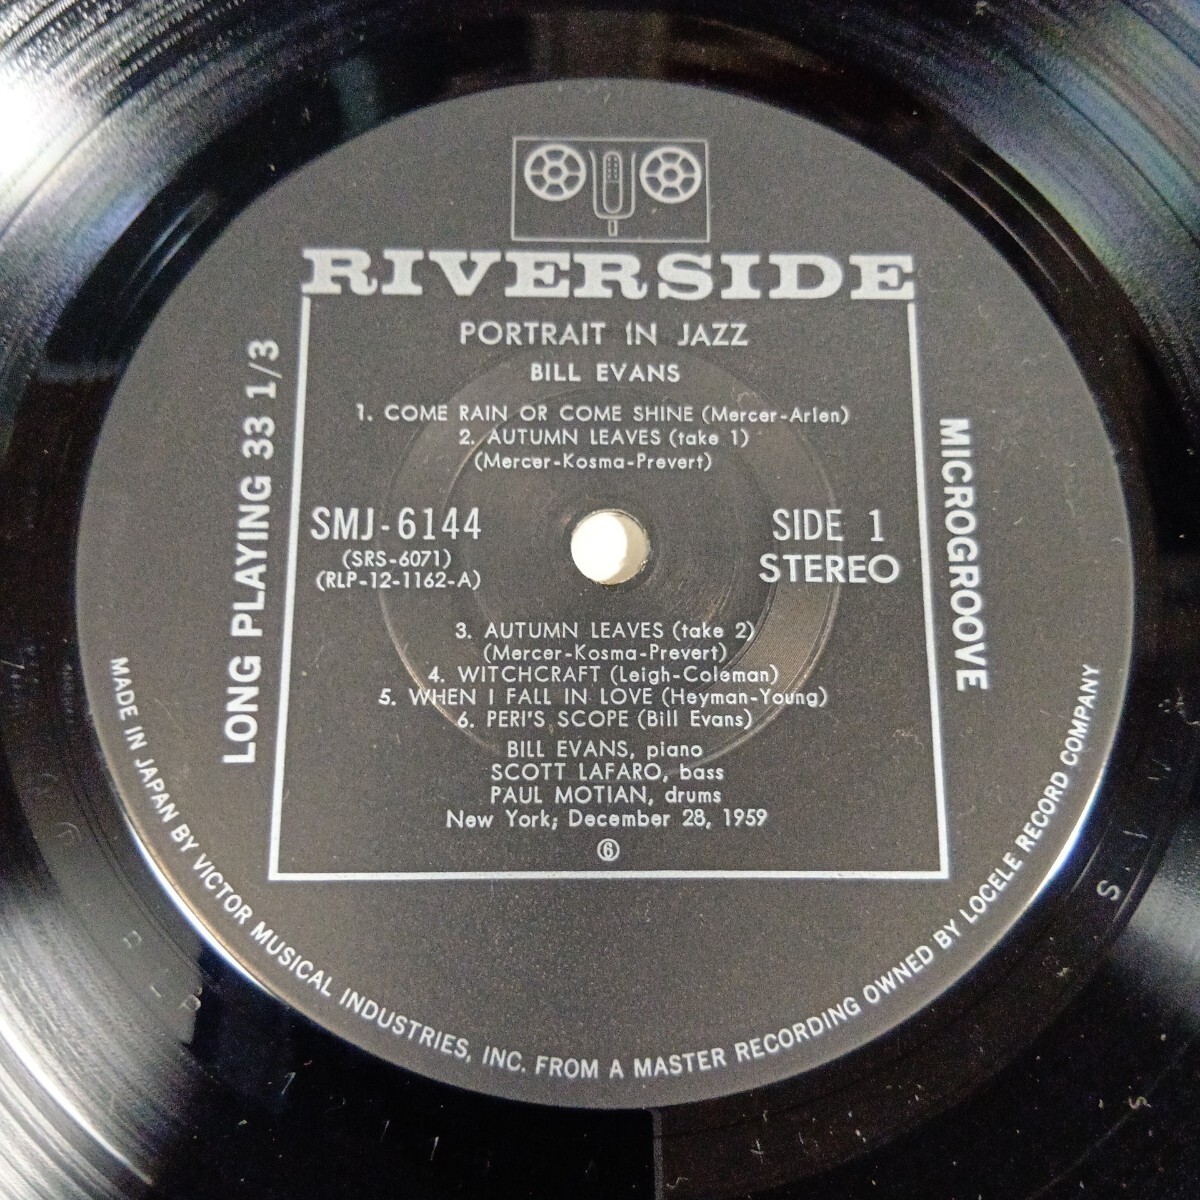 RIVERSIDE
PORTRAIT IN JAZZ
BILL EVANS
1. COME RAIN OR COME SHINE (Mercer-Arlen)
2. AUTUMN LEAVES (take 1)
(Mercer-Kosma-Prevert)
SMJ-6144
(SRS-6071)
(RLP-12-1162-A)
SIDE 1
STEREO
3. AUTUMN LEAVES (take 2)
(Mercer-Kosma-Prevert)
4. WITCHCRAFT (Leigh-Coleman)
5. WHEN I FALL IN LOVE (Heyman-Young)
6. PERI'S SCOPE (Bill Evans)
BILL EVANS, piano
SCOTT LAFARO, bass
PAUL MOTIAN, drums
New York; December 28, 1959
⑥
LONG PLAYING 33 1/3
MICROGROOVE
MADE IN JAPAN BY VICTOR MUSICAL INDUSTRIES, INC. FROM A MASTER RECORDING OWNED BY LOCELE RECORD COMPANY